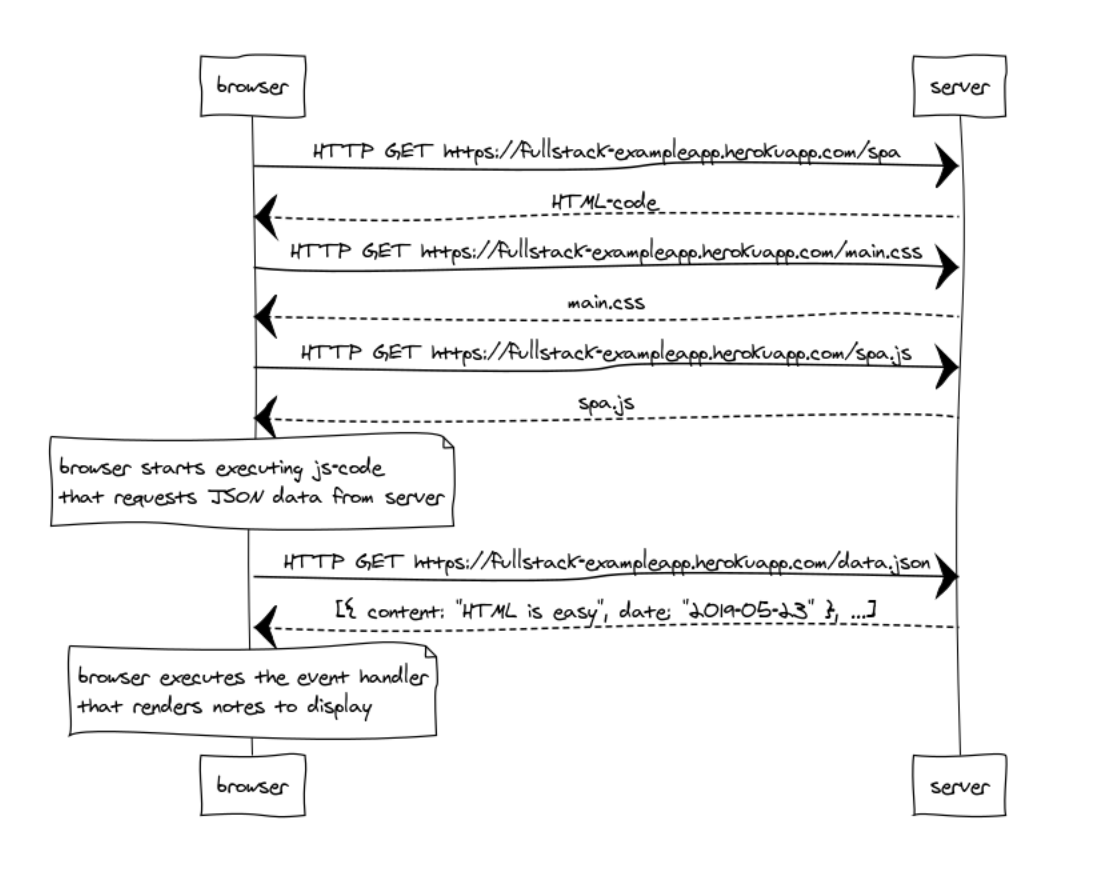 browser
server
HTTP GET https://fullstack-exampleapp.herokuapp.com/spa
HTML-code
HTTP GET https://fullstack-exampleapp.herokuapp.com/main.css
main.css
HTTP GET https://fullstack-exampleapp.herokuapp.com/spa.js
spa.js
browser starts executing js-code
that requests JSON data from server
HTTP GET https://fullstack-exampleapp.herokuapp.com/data.json
[{ content: "HTML is easy", date: "2019-05-23" }, ...]
browser executes the event handler
that renders notes to display
browser
server